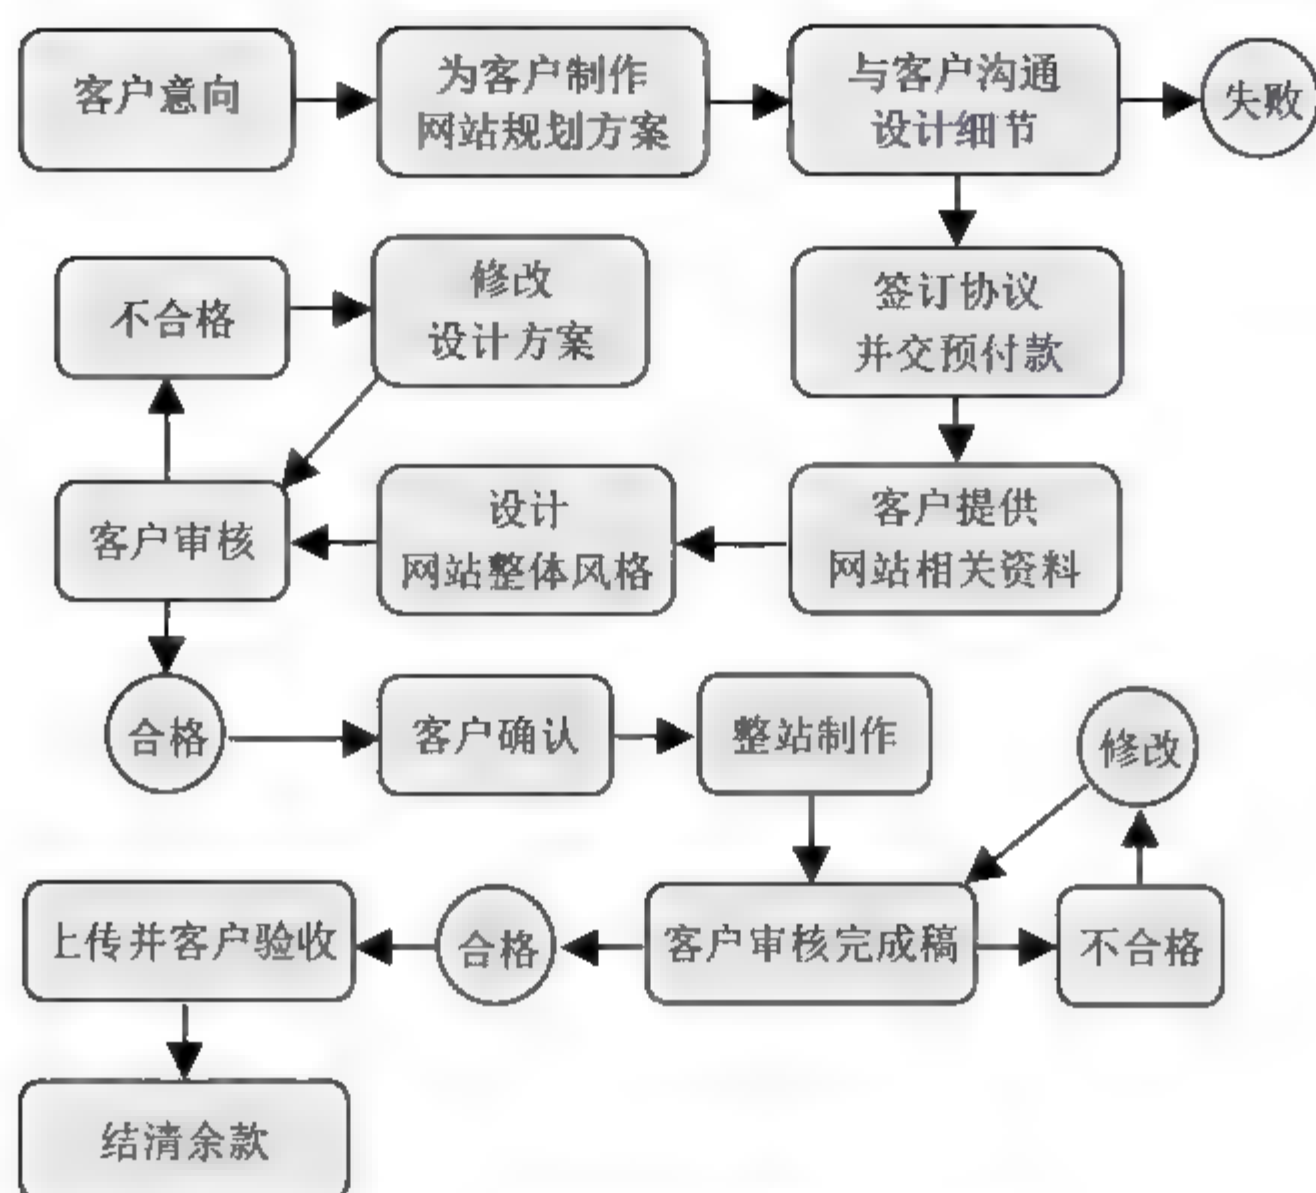 客户意向
为客户制作
网站规划方案
与客户沟通
设计细节
失败
不合格
修改
设计方案
签订协议
并交预付款
客户审核
设计
网站整体风格
客户提供
网站相关资料
合格
客户确认
整站制作
修改
上传并客户验收
合格
客户审核完成稿
不合格
结清余款